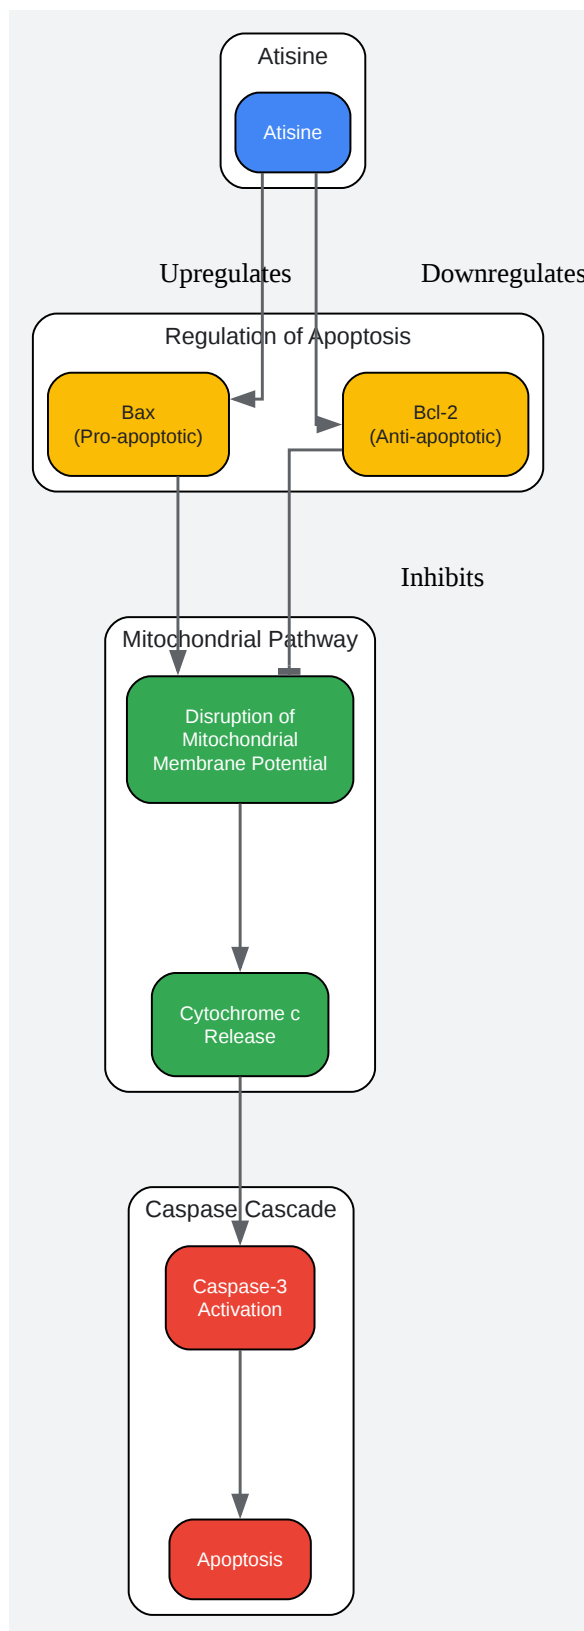 Atisine
Atisine
Upregulates
Downregulates
Regulation of Apoptosis
Bax
(Pro-apoptotic)
Bcl-2
(Anti-apoptotic)
Inhibits
Mitochondrial Pathway
Disruption of
Mitochondrial
Membrane Potential
Cytochrome c
Release
Caspase Cascade
Caspase-3
Activation
Apoptosis